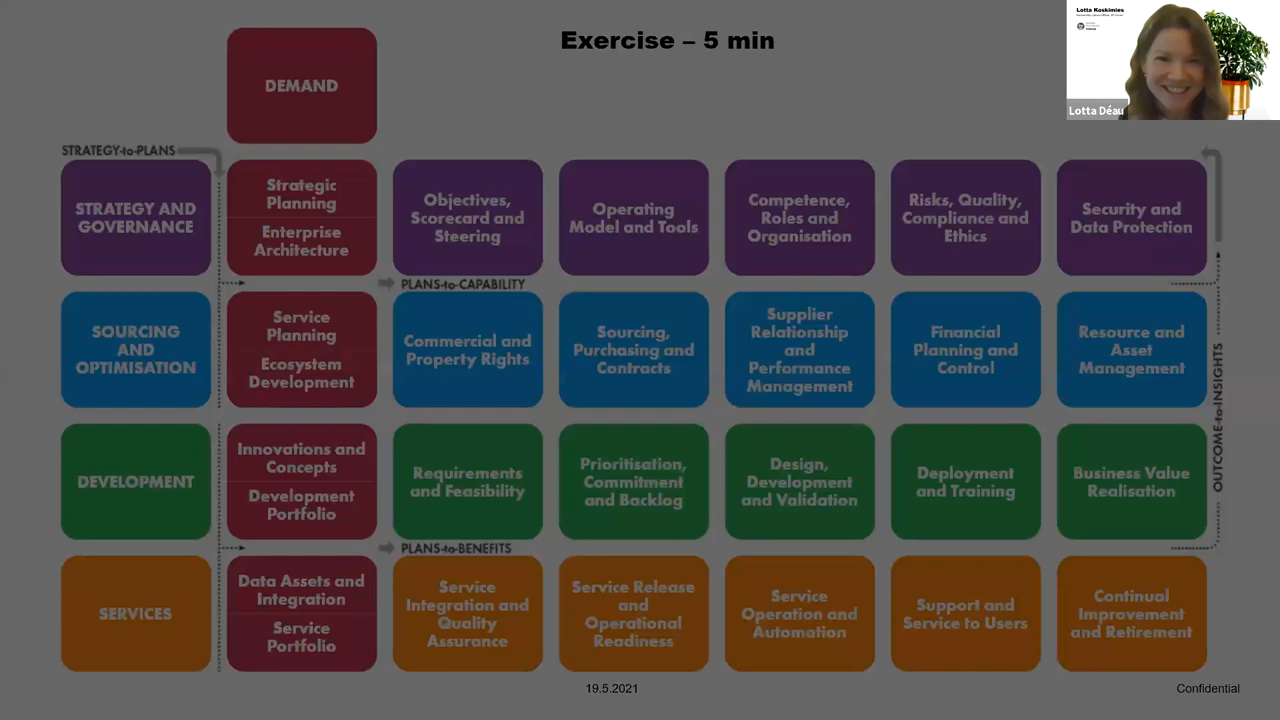 Exercise – 5 min
Lotta Koskimies
Lotta Déau
DEMAND
STRATEGY-to-PLANS
STRATEGY AND
GOVERNANCE
Strategic
Planning
Enterprise
Architecture
Objectives,
Scorecard and
Steering
Operating
Model and Tools
Competence,
Roles and
Organisation
Risks, Quality,
Compliance and
Ethics
Security and
Data Protection
PLANS-to-CAPABILITY
SOURCING
AND
OPTIMISATION
Service
Planning
Ecosystem
Development
Commercial and
Property Rights
Sourcing,
Purchasing and
Contracts
Supplier
Relationship
and
Performance
Management
Financial
Planning and
Control
Resource and
Asset
Management
OUTCOME-to-INSIGHTS
DEVELOPMENT
Innovations and
Concepts
Development
Portfolio
Requirements
and Feasibility
Prioritisation,
Commitment
and Backlog
Design,
Development
and Validation
Deployment
and Training
Business Value
Realisation
PLANS-to-BENEFITS
SERVICES
Data Assets and
Integration
Service
Portfolio
Service
Integration and
Quality
Assurance
Service Release
and
Operational
Readiness
Service
Operation and
Automation
Support and
Service to Users
Continual
Improvement
and Retirement
19.5.2021
Confidential